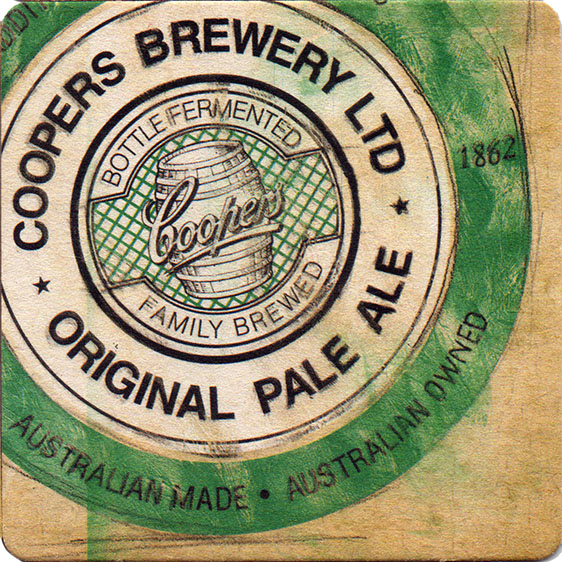 COOPERS BREWERY LTD
BOTTLE FERMENTED
Coopers
FAMILY BREWED
★ ORIGINAL PALE ALE ★
1862
AUSTRALIAN MADE • AUSTRALIAN OWNED